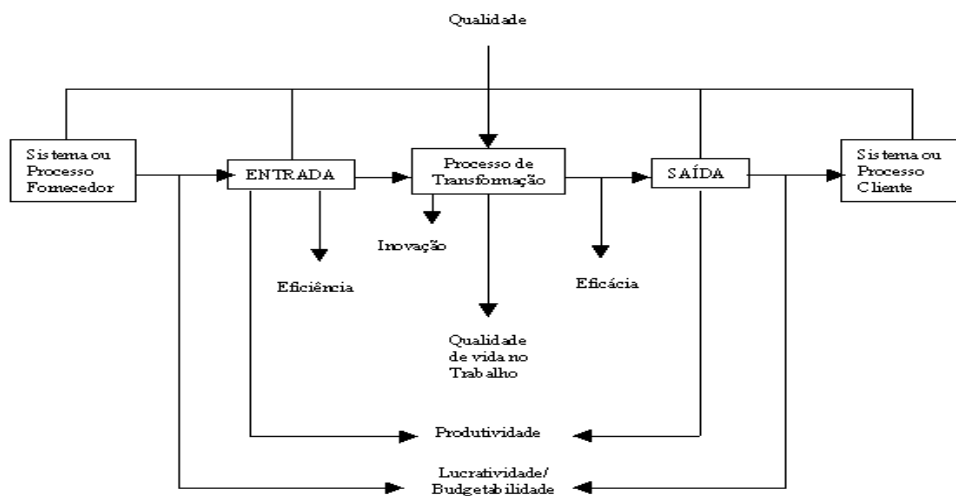 Qualidade
Sistema ou
Processo
Fornecedor
ENTRADA
Processo de
Transformação
SAÍDA
Sistema ou
Processo
Cliente
Inovação
Eficiência
Eficácia
Qualidade
de vida no
Trabalho
Produtividade
Lucratividade/
Budgetabilidade